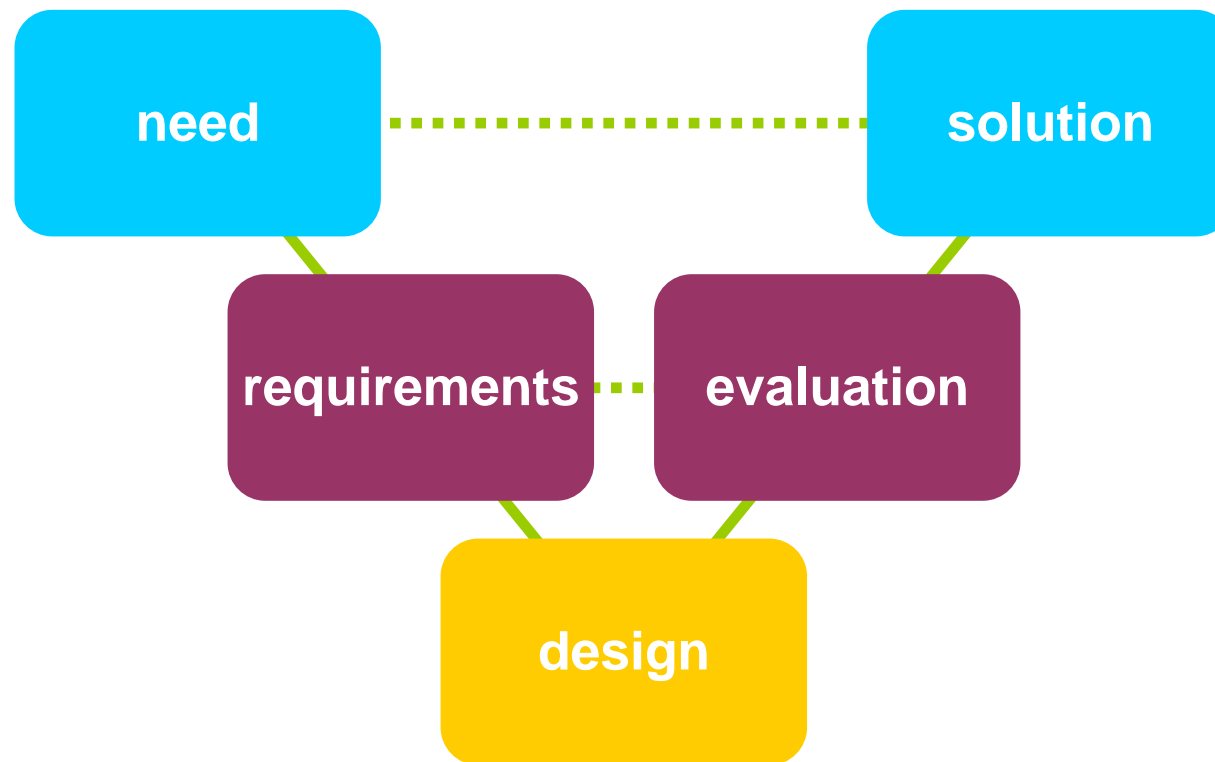 need
solution
requirements
evaluation
design